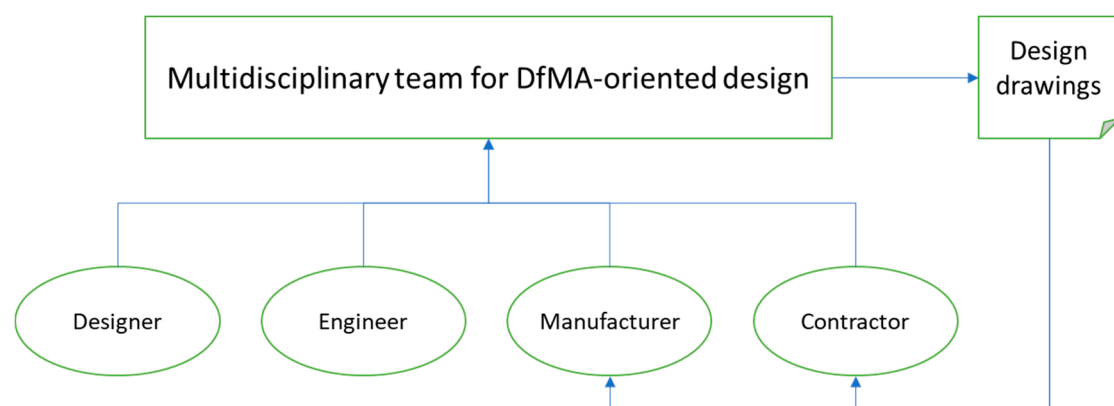 Multidisciplinary team for DfMA-oriented design
Design
drawings
Designer
Engineer
Manufacturer
Contractor